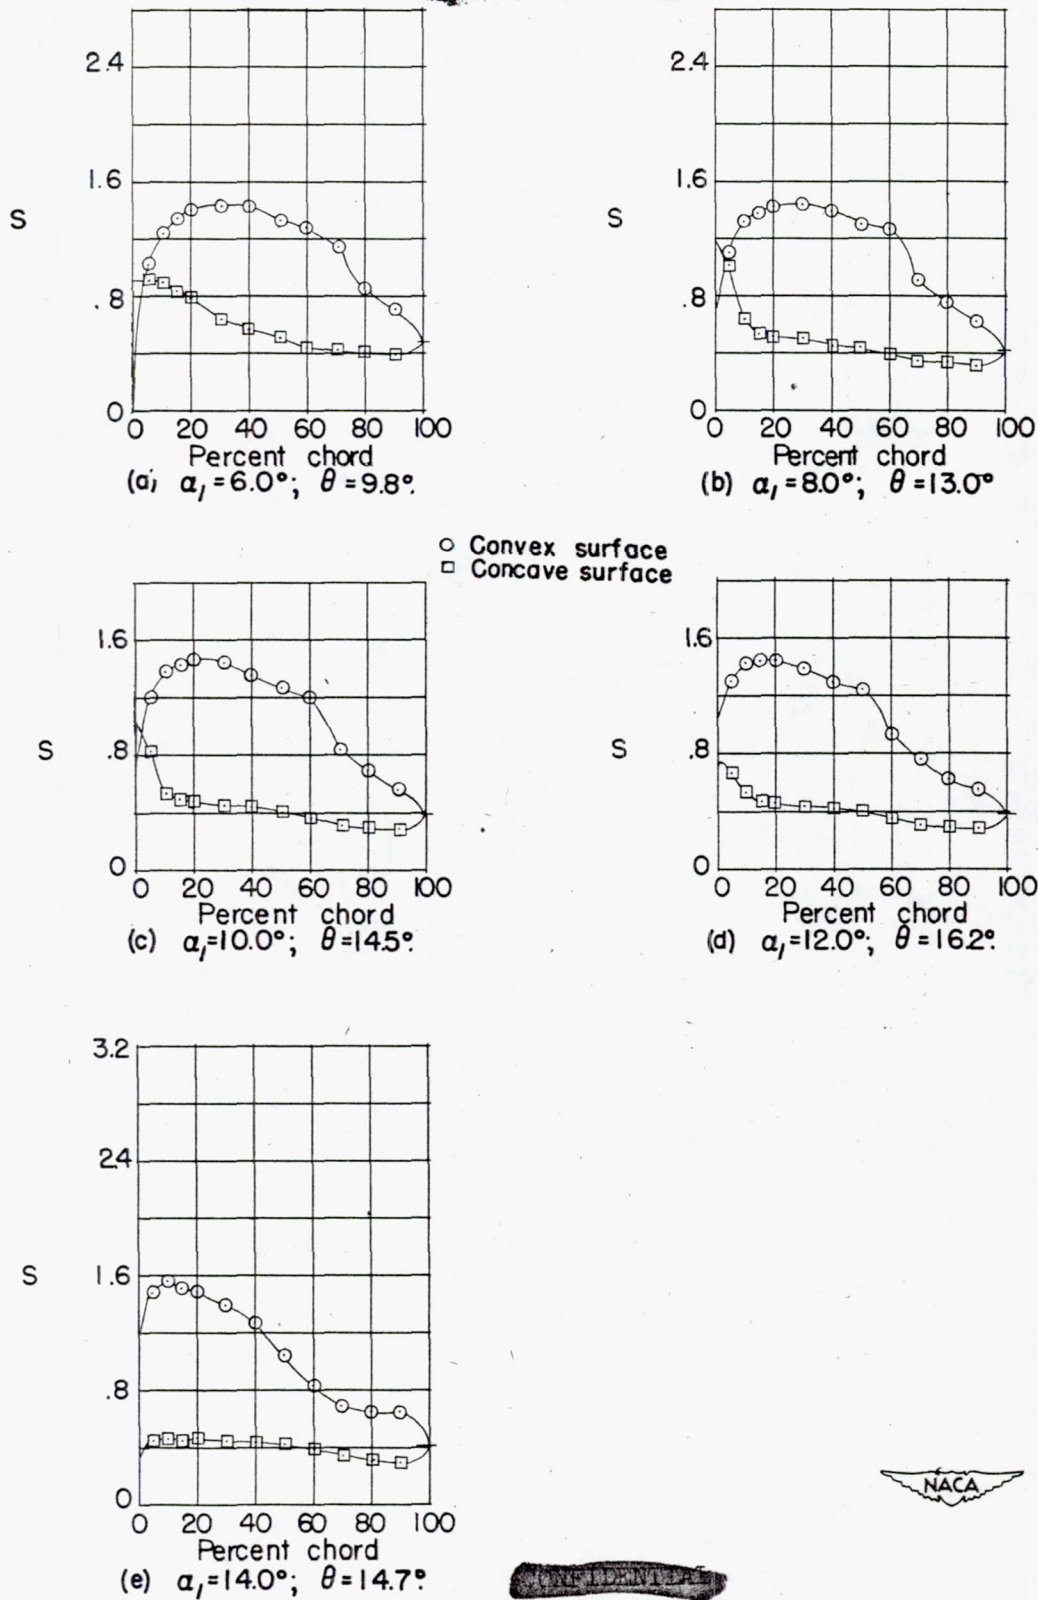 2.4
1.6
S
.8
0
0 20 40 60 80 100
Percent chord
(a) α₁=6.0°; θ=9.8°.
2.4
1.6
S
.8
0
0 20 40 60 80 100
Percent chord
(b) α₁=8.0°; θ=13.0°
Convex surface
Concave surface
1.6
S
.8
0
0 20 40 60 80 100
Percent chord
(c) α₁=10.0°; θ=14.5°.
1.6
S
.8
0
0 20 40 60 80 100
Percent chord
(d) α₁=12.0°; θ=16.2°.
3.2
2.4
S
1.6
.8
0
0 20 40 60 80 100
Percent chord
(e) α₁=14.0°; θ=14.7°.
NACA
CONFIDENTIAL